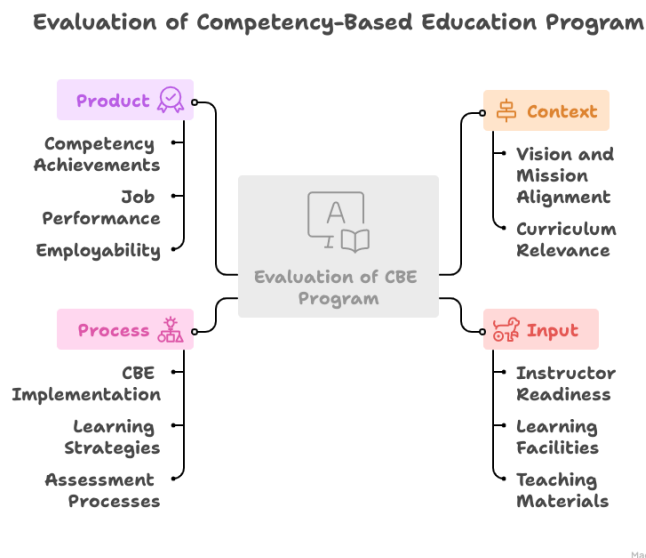 Evaluation of Competency-Based Education Program
Product
Competency
Achievements
Job
Performance
Employability
Context
Vision and
Mission
Alignment
Curriculum
Relevance
A
Evaluation of CBE
Program
Process
CBE
Implementation
Learning
Strategies
Assessment
Processes
Input
Instructor
Readiness
Learning
Facilities
Teaching
Materials